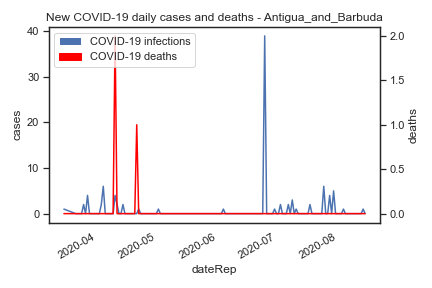 New COVID-19 daily cases and deaths - Antigua_and_Barbuda
COVID-19 infections
COVID-19 deaths
40
30
20
10
0
cases
2.0
1.5
1.0
0.5
0.0
deaths
2020-04
2020-05
2020-06
2020-07
2020-08
dateRep